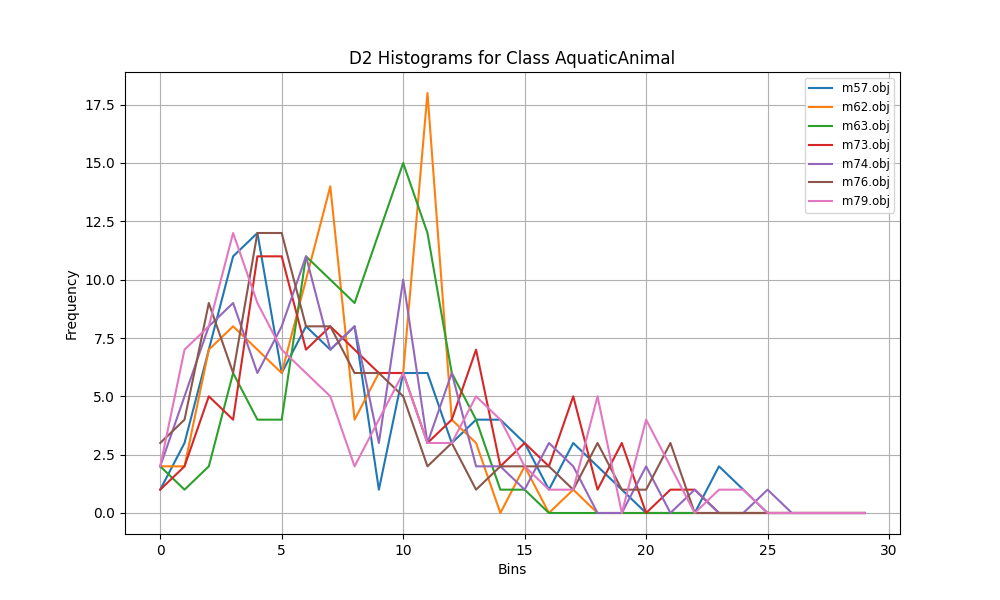 D2 Histograms for Class AquaticAnimal
17.5
15.0
12.5
10.0
7.5
5.0
2.5
0.0
Frequency
0 5 10 15 20 25 30
Bins
m57.obj
m62.obj
m63.obj
m73.obj
m74.obj
m76.obj
m79.obj